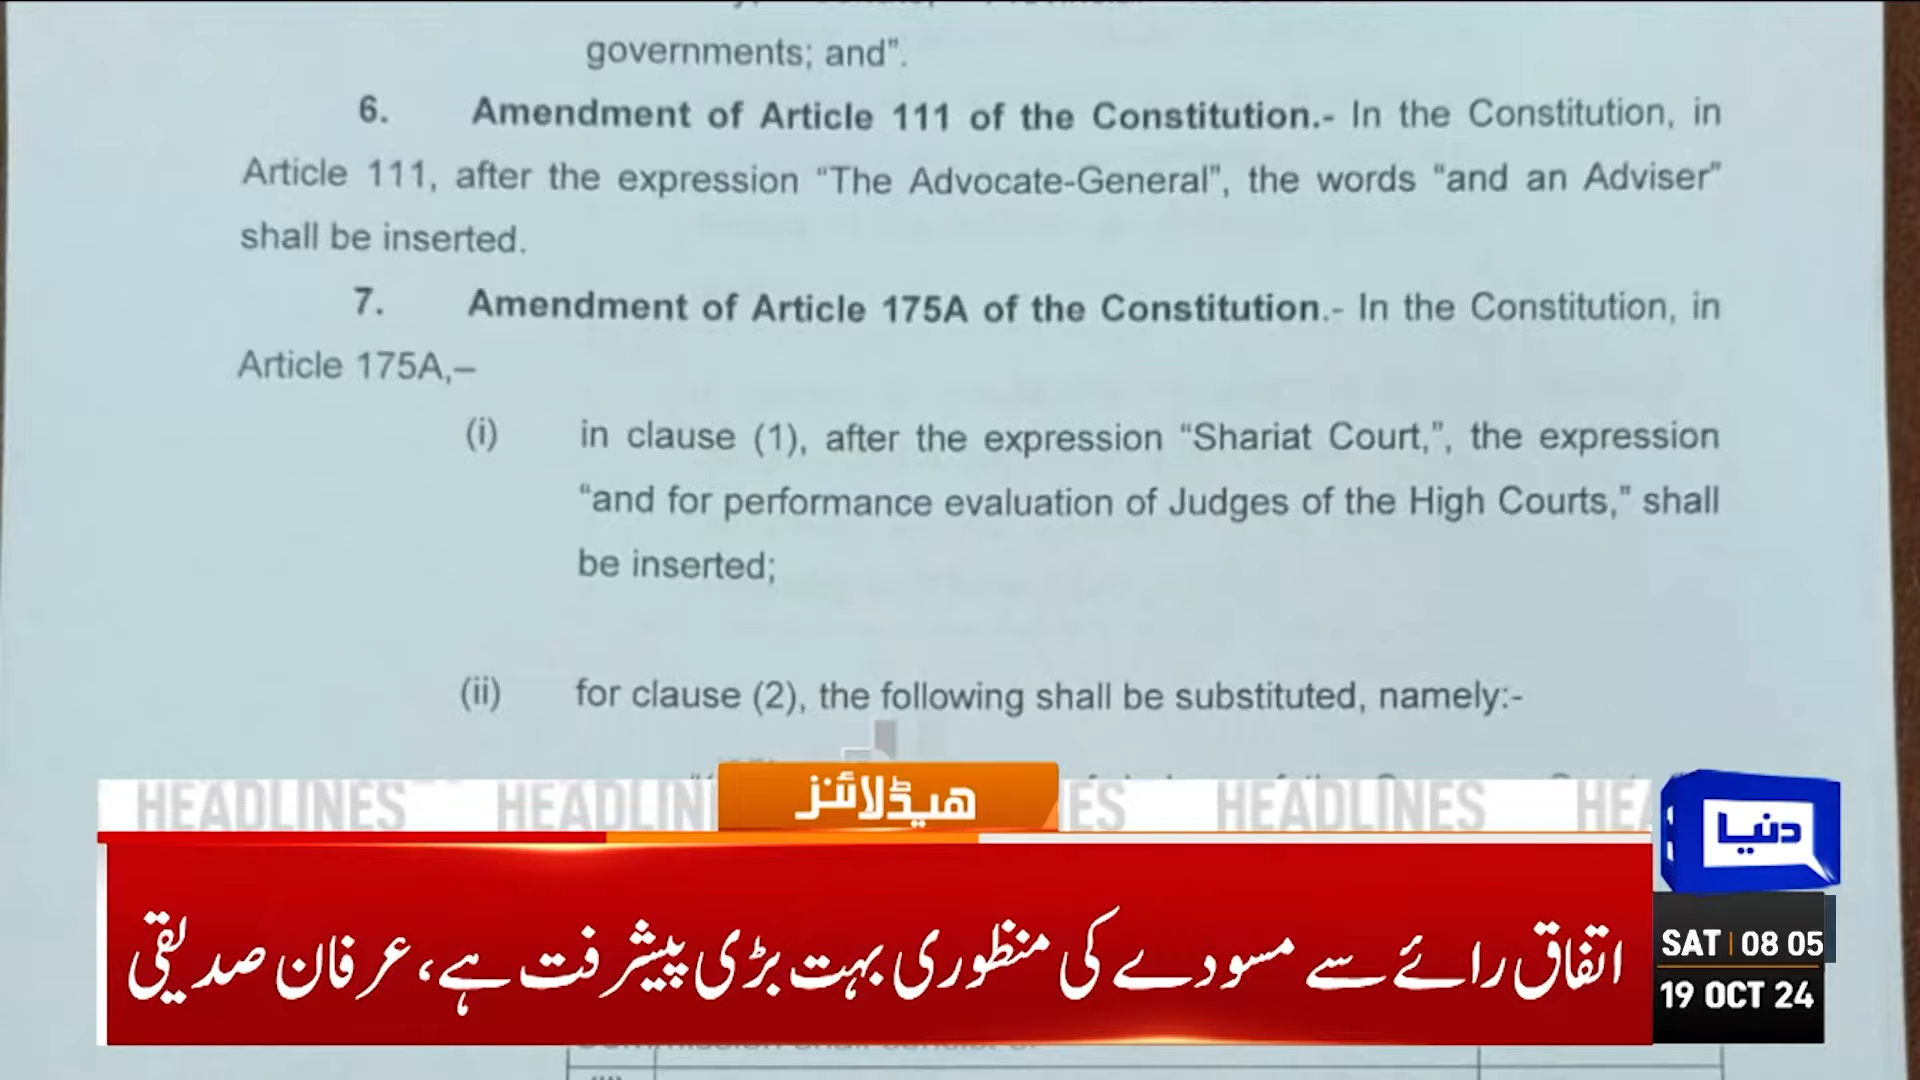 governments; and".
6. Amendment of Article 111 of the Constitution.- In the Constitution, in
Article 111, after the expression "The Advocate-General", the words "and an Adviser"
shall be inserted.
7. Amendment of Article 175A of the Constitution.- In the Constitution, in
Article 175A,–
(i) in clause (1), after the expression "Shariat Court,", the expression
"and for performance evaluation of Judges of the High Courts," shall
be inserted;
(ii) for clause (2), the following shall be substituted, namely:-
HEADLINES HEADLIN ES HEADLINES HEA
ھیڈلائنز
دنیا
اتفاق رائے سے مسودے کی منظوری بہت بڑی پیشرفت ہے، عرفان صدیقی
SAT 08 05
19 OCT 24